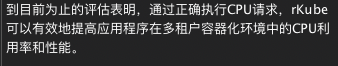 到目前为止的评估表明，通过正确执行CPU请求，rKube
可以有效地提高应用程序在多租户容器化环境中的CPU利
用率和性能。